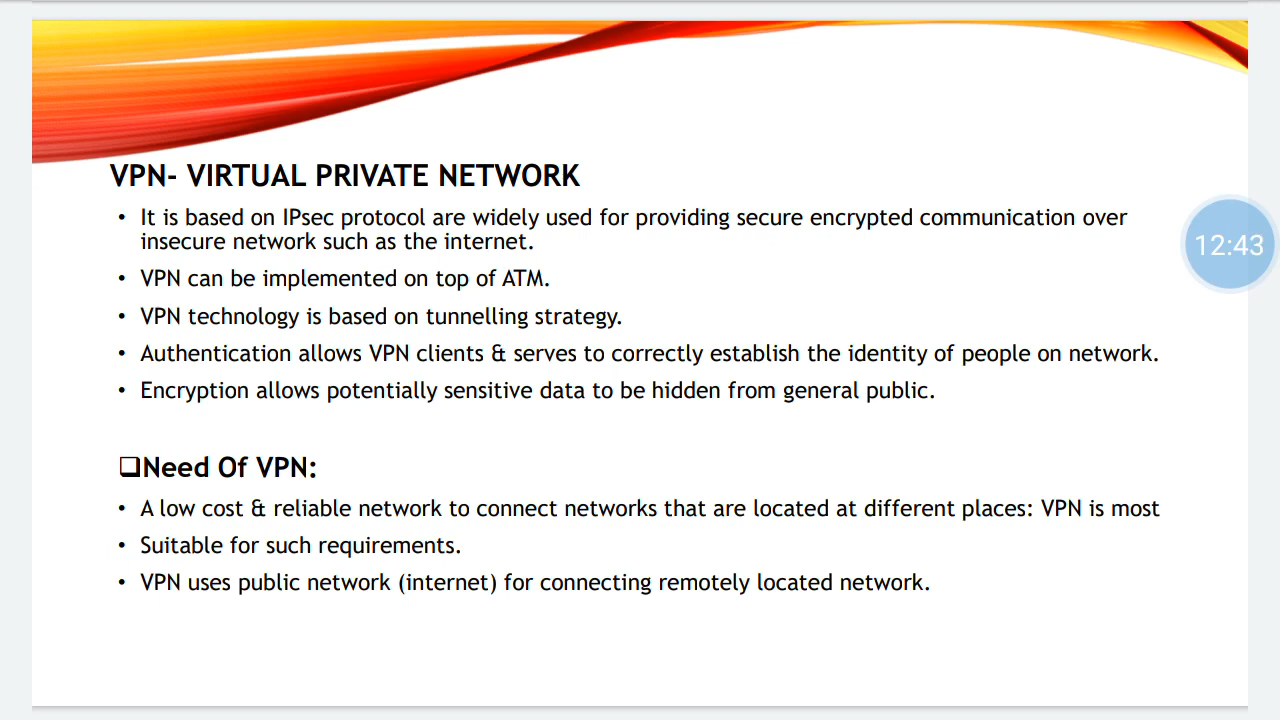 VPN- VIRTUAL PRIVATE NETWORK
• It is based on IPsec protocol are widely used for providing secure encrypted communication over
insecure network such as the internet.
• VPN can be implemented on top of ATM.
• VPN technology is based on tunnelling strategy.
• Authentication allows VPN clients & serves to correctly establish the identity of people on network.
• Encryption allows potentially sensitive data to be hidden from general public.
❑Need Of VPN:
• A low cost & reliable network to connect networks that are located at different places: VPN is most
• Suitable for such requirements.
• VPN uses public network (internet) for connecting remotely located network.
12:43